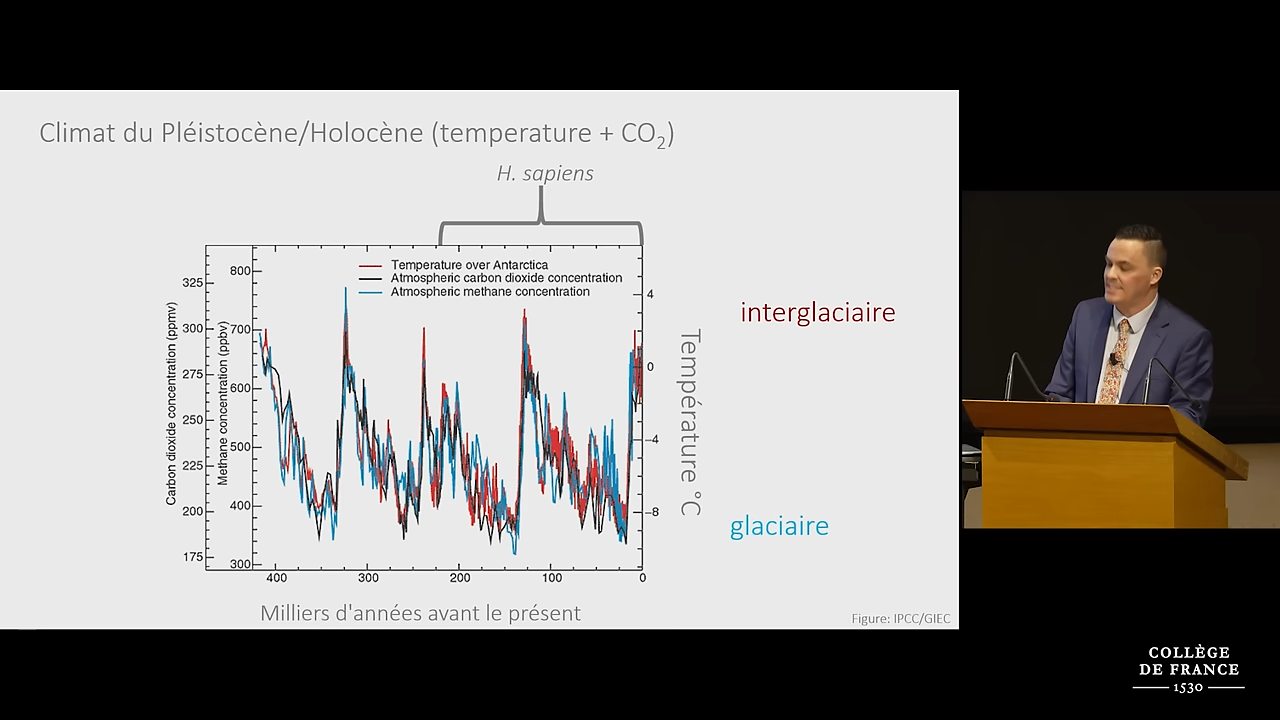 Climat du Pléistocène/Holocène (temperature + CO2)
H. sapiens
Temperature over Antarctica
Atmospheric carbon dioxide concentration
Atmospheric methane concentration
Carbon dioxide concentration (ppmv)
325
300
275
250
225
200
175
Methane concentration (ppbv)
800
700
600
500
400
300
4
0
−4
−8
Température °C
400 300 200 100 0
Milliers d'années avant le présent
interglaciaire
glaciaire
Figure: IPCC/GIEC
COLLÈGE
DE FRANCE
1530